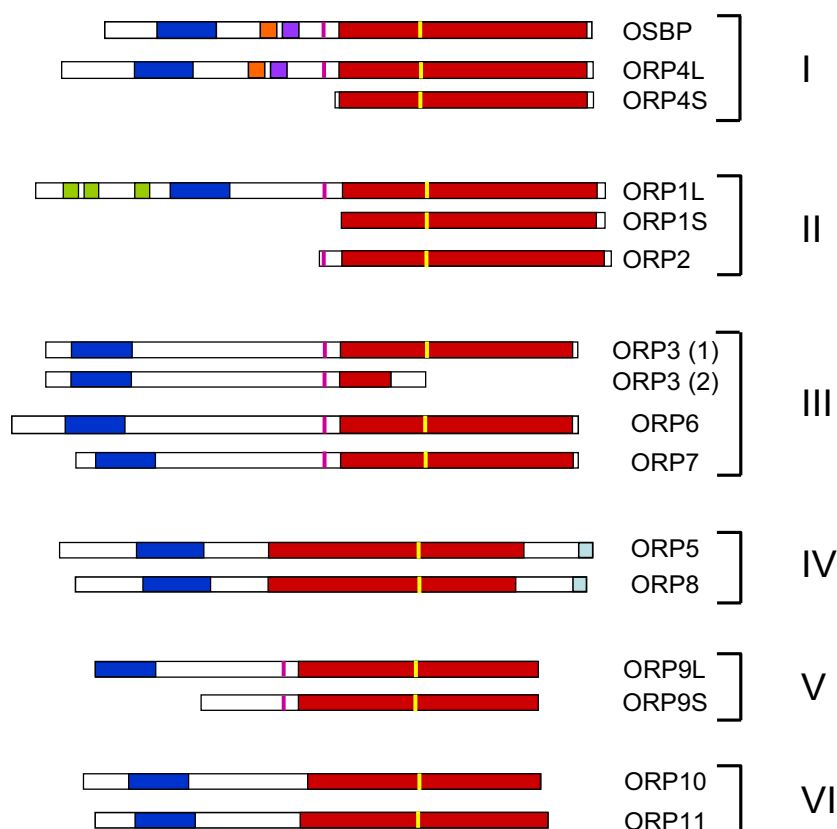 OSBP
ORP4L
ORP4S
I
ORP1L
ORP1S
ORP2
II
ORP3 (1)
ORP3 (2)
ORP6
ORP7
III
ORP5
ORP8
IV
ORP9L
ORP9S
V
ORP10
ORP11
VI